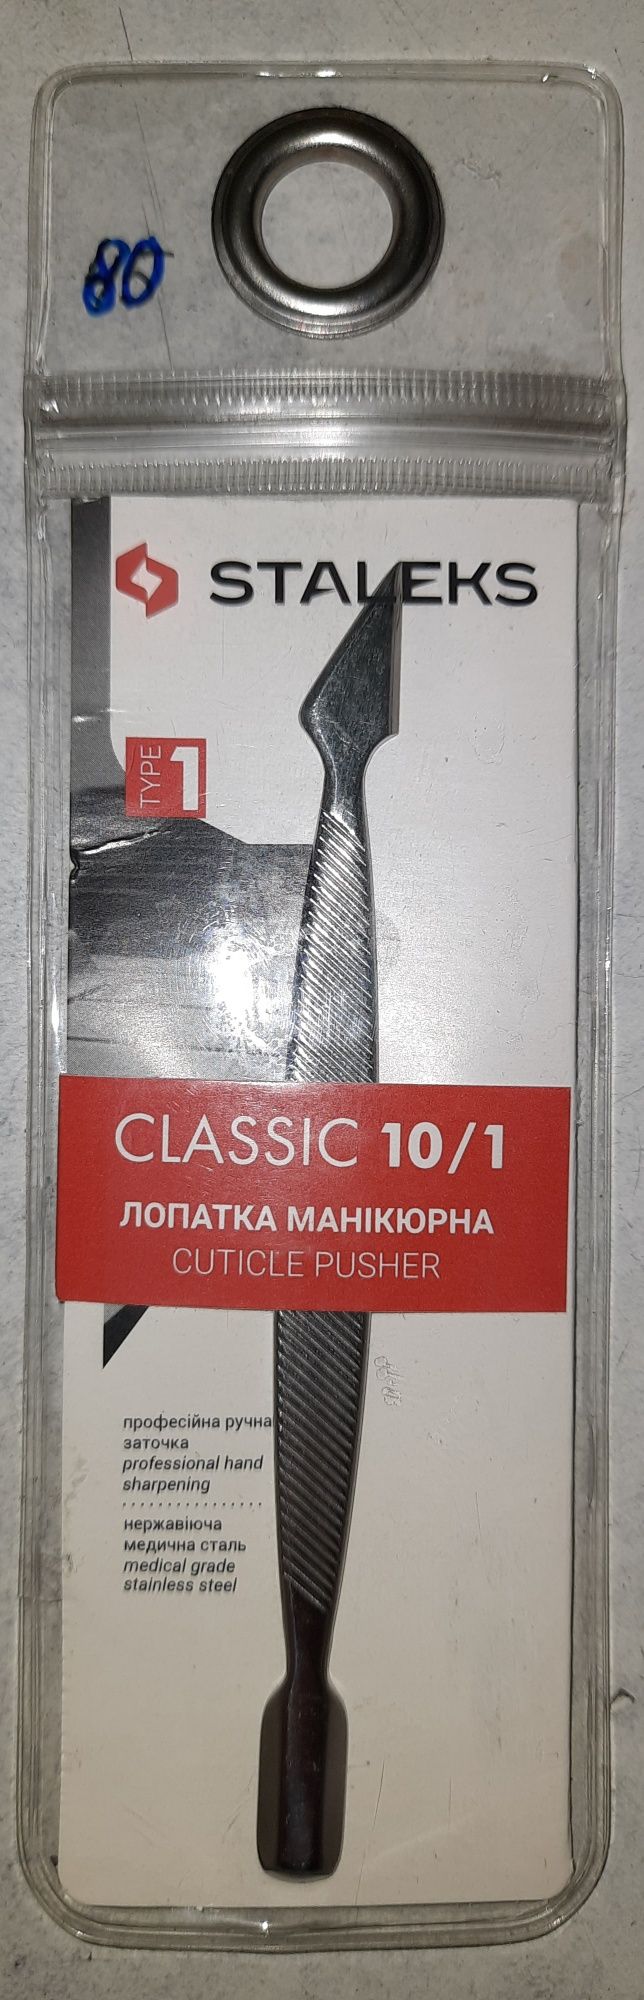 80
STALEKS
TYPE 1
CLASSIC 10/1
ЛОПАТКА МАНІКЮРНА
CUTICLE PUSHER
професійна ручна
заточка
professional hand
sharpening
нержавіюча
медична сталь
medical grade
stainless steel